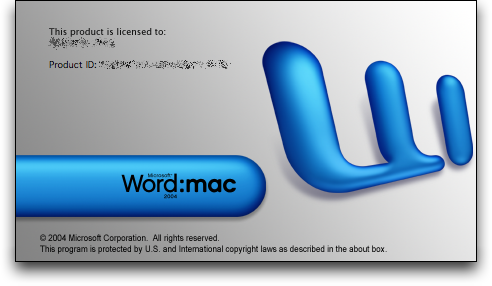 This product is licensed to:
Product ID:
Microsoft®
Word:mac
2004
© 2004 Microsoft Corporation. All rights reserved.
This program is protected by U.S. and International copyright laws as described in the about box.